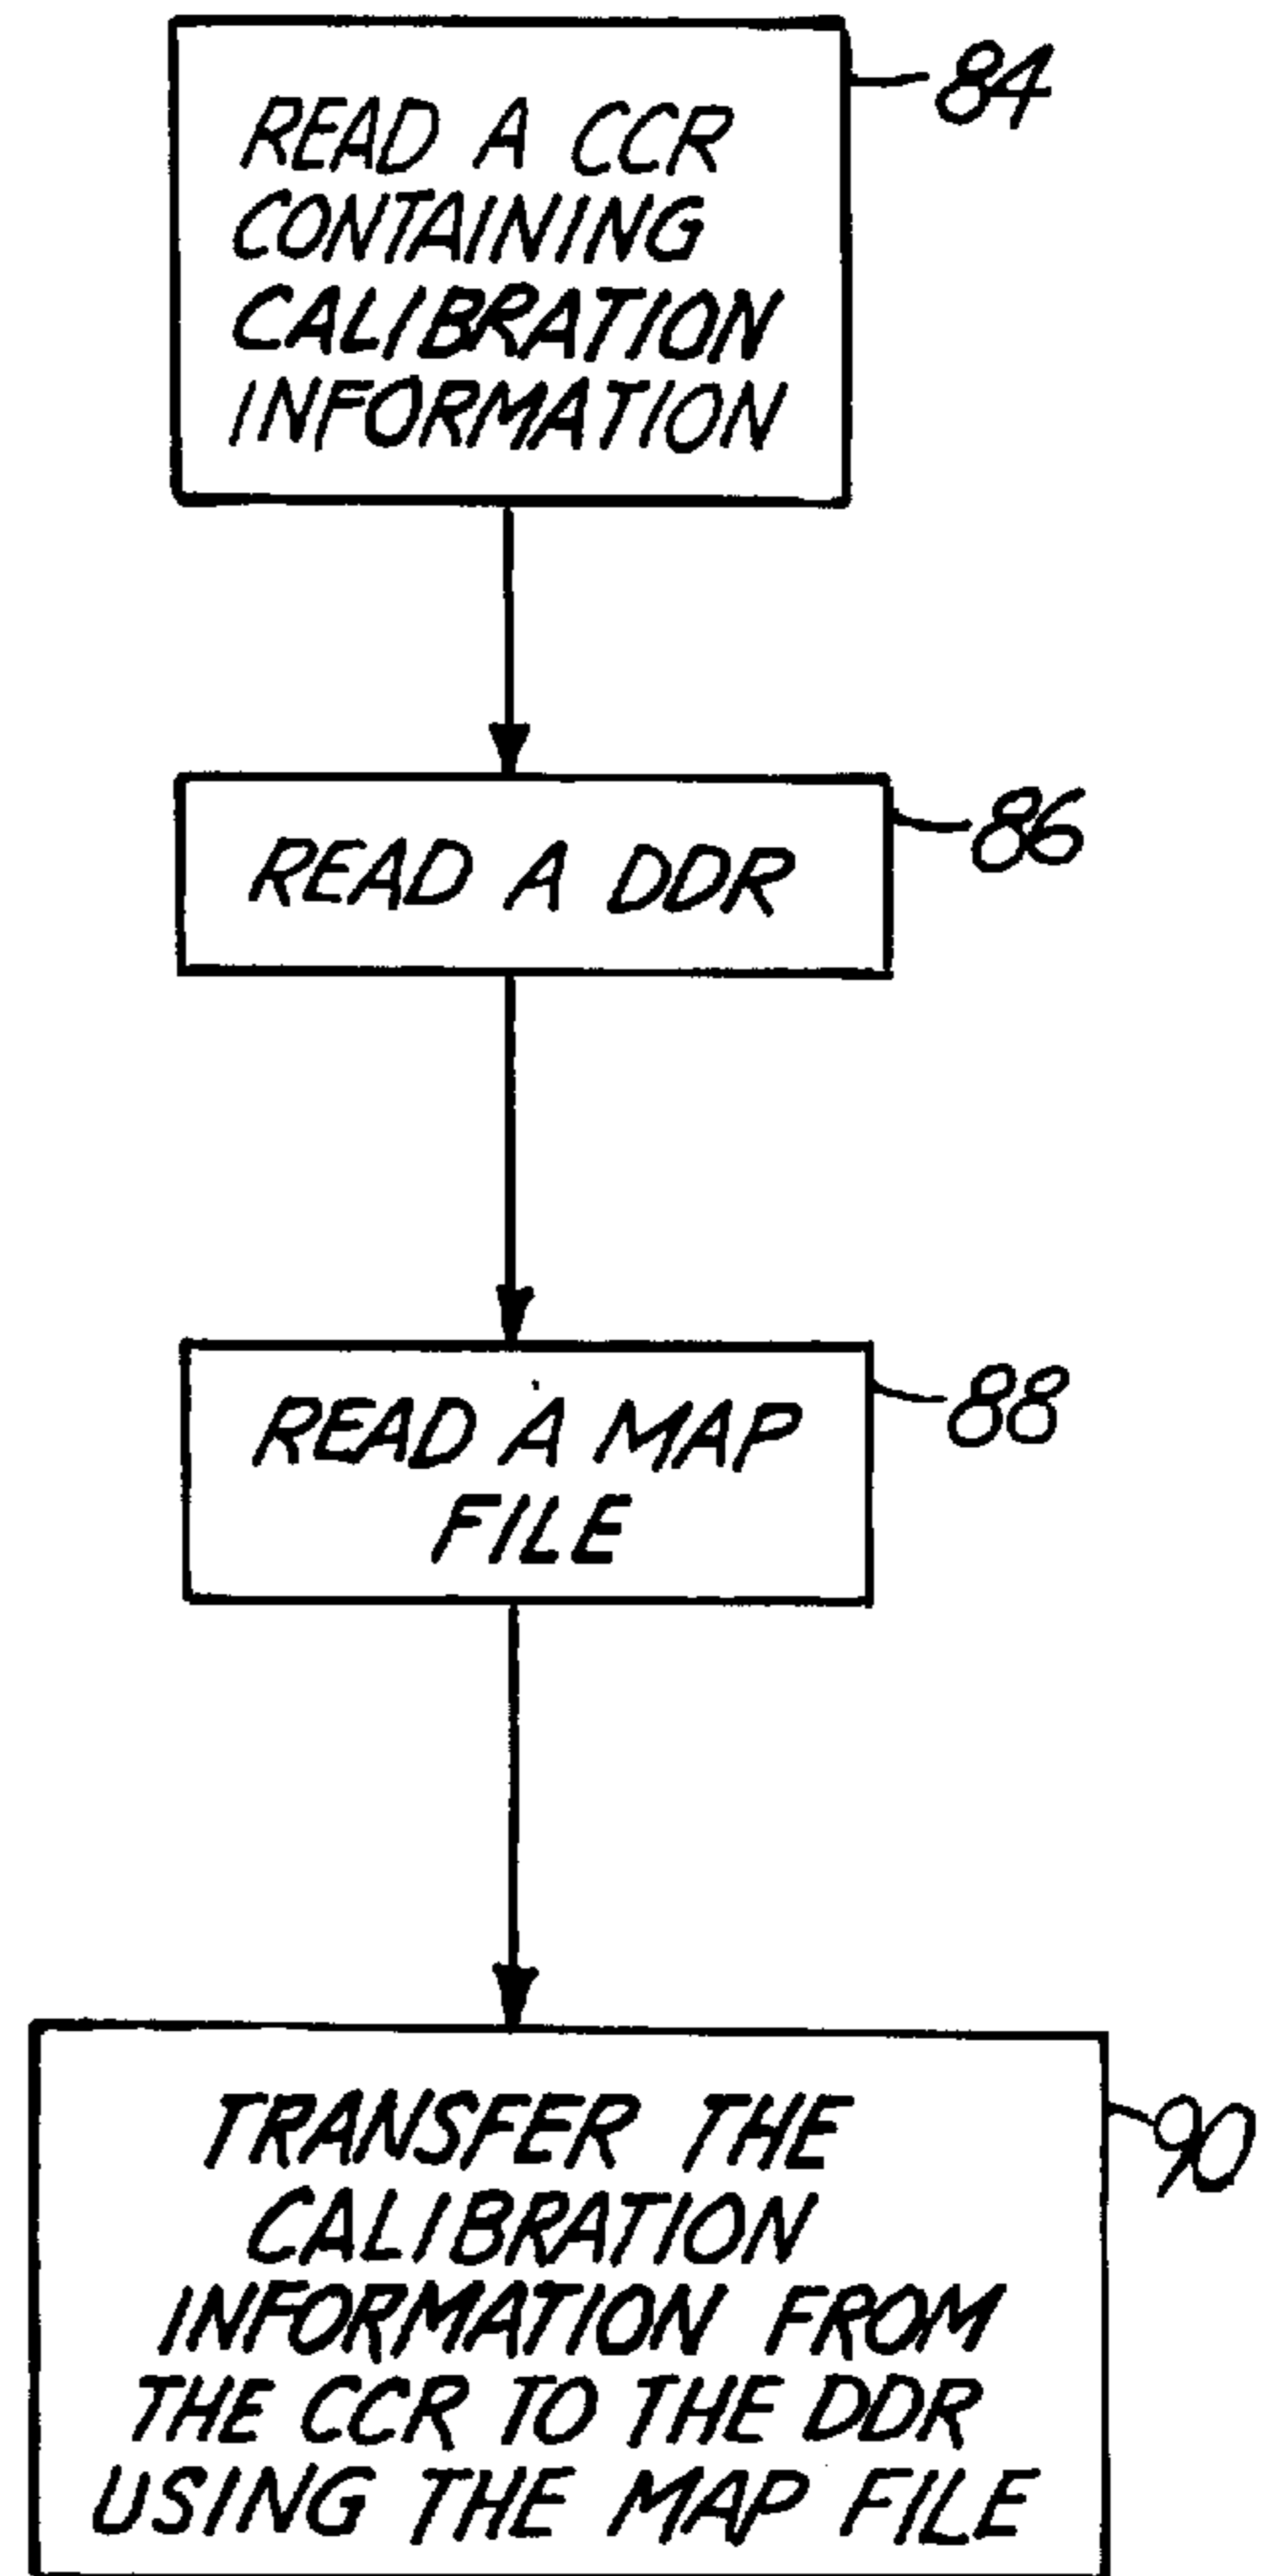 READ A CCR
CONTAINING
CALIBRATION
INFORMATION
84
READ A DDR
86
READ A MAP
FILE
88
TRANSFER THE
CALIBRATION
INFORMATION FROM
THE CCR TO THE DDR
USING THE MAP FILE
90